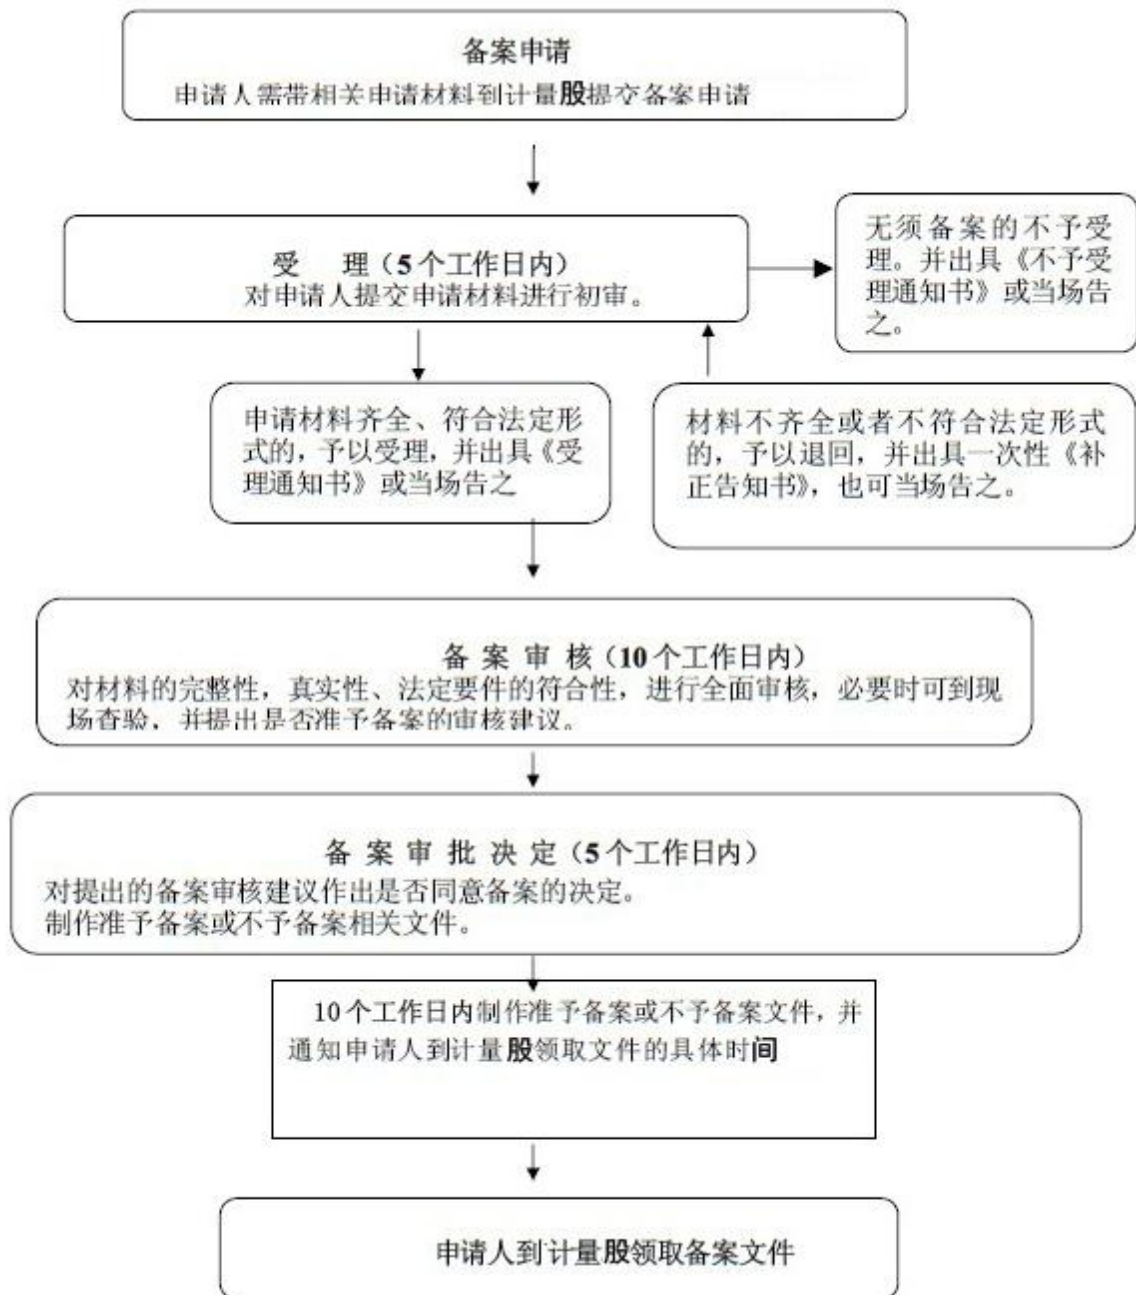 备案申请
申请人需带相关申请材料到计量股提交备案申请
受 理（5个工作日内）
对申请人提交申请材料进行初审。
无须备案的不予受
理。并出具《不予受
理通知书》或当场告
之。
申请材料齐全、符合法定形
式的，予以受理，并出具《受
理通知书》或当场告之
材料不齐全或者不符合法定形式
的，予以退回，并出具一次性《补
正告知书》，也可当场告之。
备 案 审 核（10个工作日内）
对材料的完整性，真实性、法定要件的符合性，进行全面审核，必要时可到现
场查验，并提出是否准予备案的审核建议。
备 案 审 批 决 定（5个工作日内）
对提出的备案审核建议作出是否同意备案的决定。
制作准予备案或不予备案相关文件。
10个工作日内制作准予备案或不予备案文件，并
通知申请人到计量股领取文件的具体时间
申请人到计量股领取备案文件